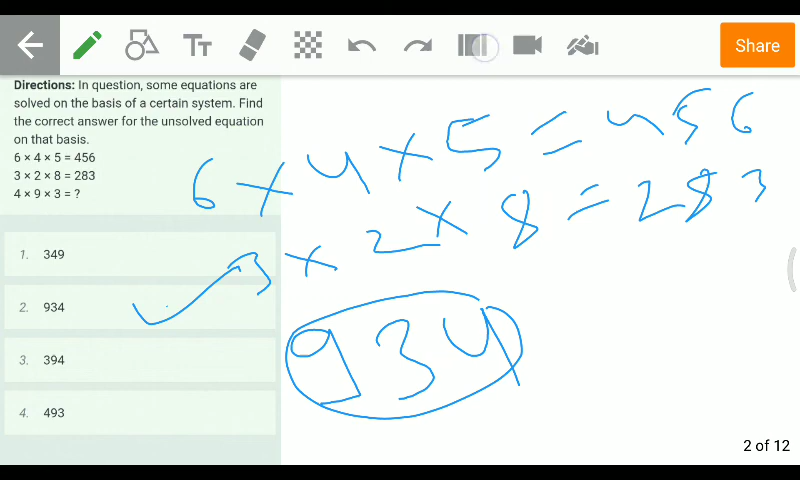 Share
Directions: In question, some equations are
solved on the basis of a certain system. Find
the correct answer for the unsolved equation
on that basis.
6 × 4 × 5 = 456
3 × 2 × 8 = 283
4 × 9 × 3 = ?
1. 349
2. 934
3. 394
4. 493
6 × 4 × 5 = 456
3 × 2 × 8 = 283
934
2 of 12